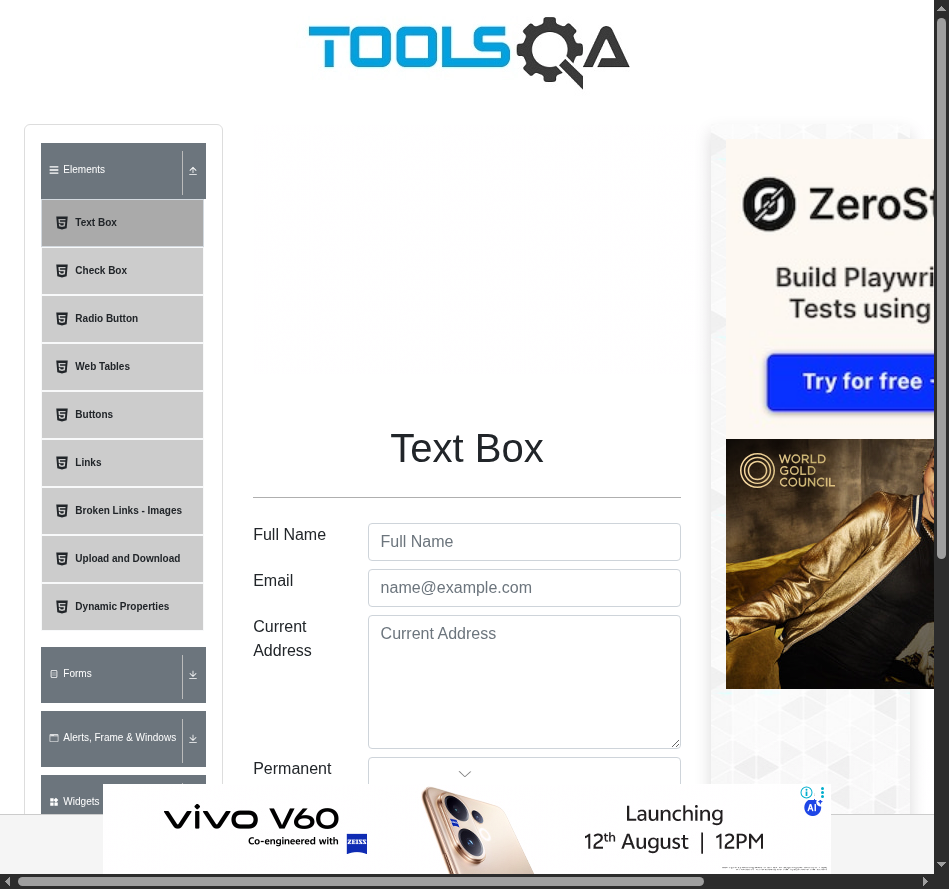 TOOLSQA
Elements
Text Box
Check Box
Radio Button
Web Tables
Buttons
Links
Broken Links - Images
Upload and Download
Dynamic Properties
Forms
Alerts, Frame & Windows
Widgets
Text Box
Full Name
Full Name
Email
name@example.com
Current
Address
Current Address
Permanent
ZeroSt
Build Playwri
Tests using
Try for free
WORLD
GOLD
COUNCIL
vivo V60
Co-engineered with ZEISS
Launching
12th August | 12PM
AI